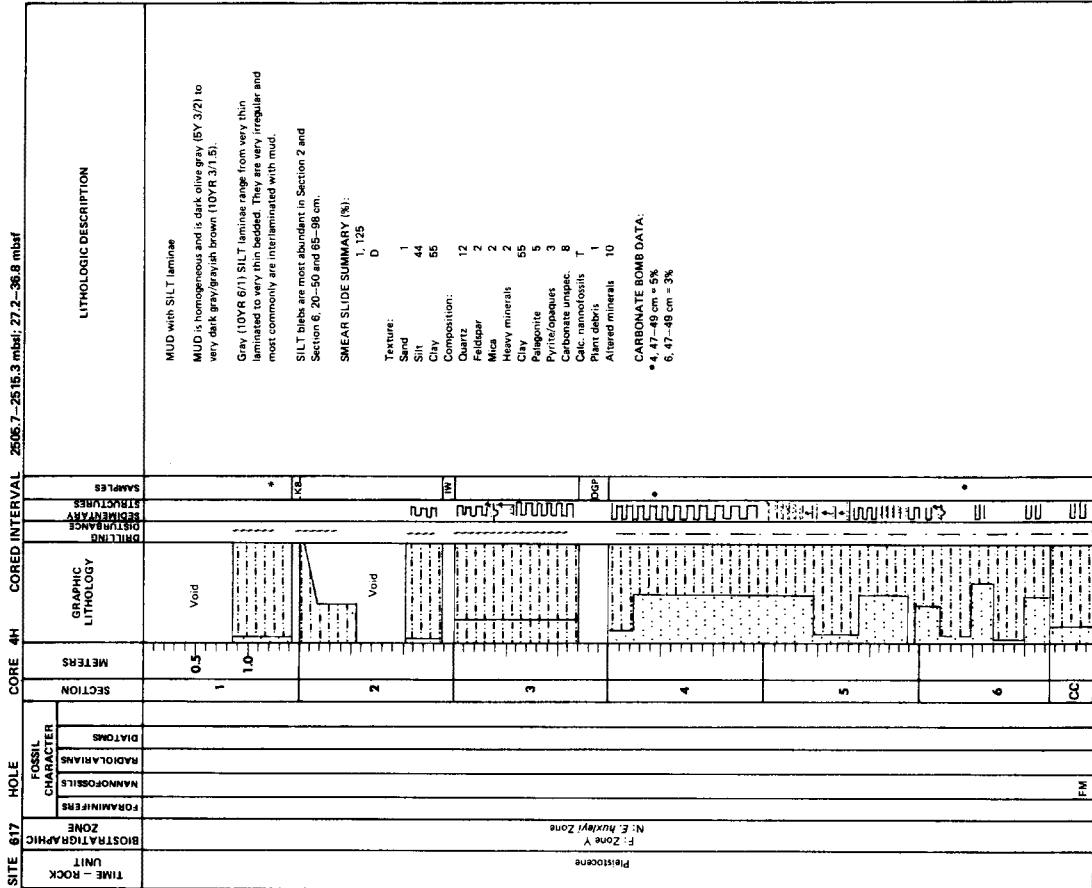 SITE 617 HOLE CORE 4H CORED INTERVAL 2506.7–2515.3 mbsl; 27.2–36.8 mbsf
TIME – ROCK UNIT
BIOSTRATIGRAPHIC ZONE
FOSSIL CHARACTER
FORAMINIFERS
NANNOFOSSILS
RADIOLARIANS
DIATOMS
SECTION
METERS
GRAPHIC LITHOLOGY
DRILLING DISTURBANCE
SEDIMENTARY STRUCTURES
SAMPLES
LITHOLOGIC DESCRIPTION
Pleistocene
F: Zone Y
N: E. huxleyi Zone
FM
1
2
3
4
5
6
CC
0.5
1.0
Void
Void
*
KB
IW
OGP
•
•
MUD with SILT laminae
MUD is homogeneous and is dark olive gray (5Y 3/2) to
very dark gray/grayish brown (10YR 3/1.5).
Gray (10YR 6/1) SILT laminae range from very thin
laminated to very thin bedded. They are very irregular and
most commonly are interlaminated with mud.
SILT blebs are most abundant in Section 2 and
Section 6, 20–50 and 65–98 cm.
SMEAR SLIDE SUMMARY (%):
1, 125
D
Texture:
Sand 1
Silt 44
Clay 55
Composition:
Quartz 12
Feldspar 2
Mica 2
Heavy minerals 2
Clay 55
Palagonite 5
Pyrite/opaques 3
Carbonate unspec. 8
Calc. nannofossils T
Plant debris 1
Altered minerals 10
CARBONATE BOMB DATA:
• 4, 47–49 cm = 5%
6, 47–49 cm = 3%